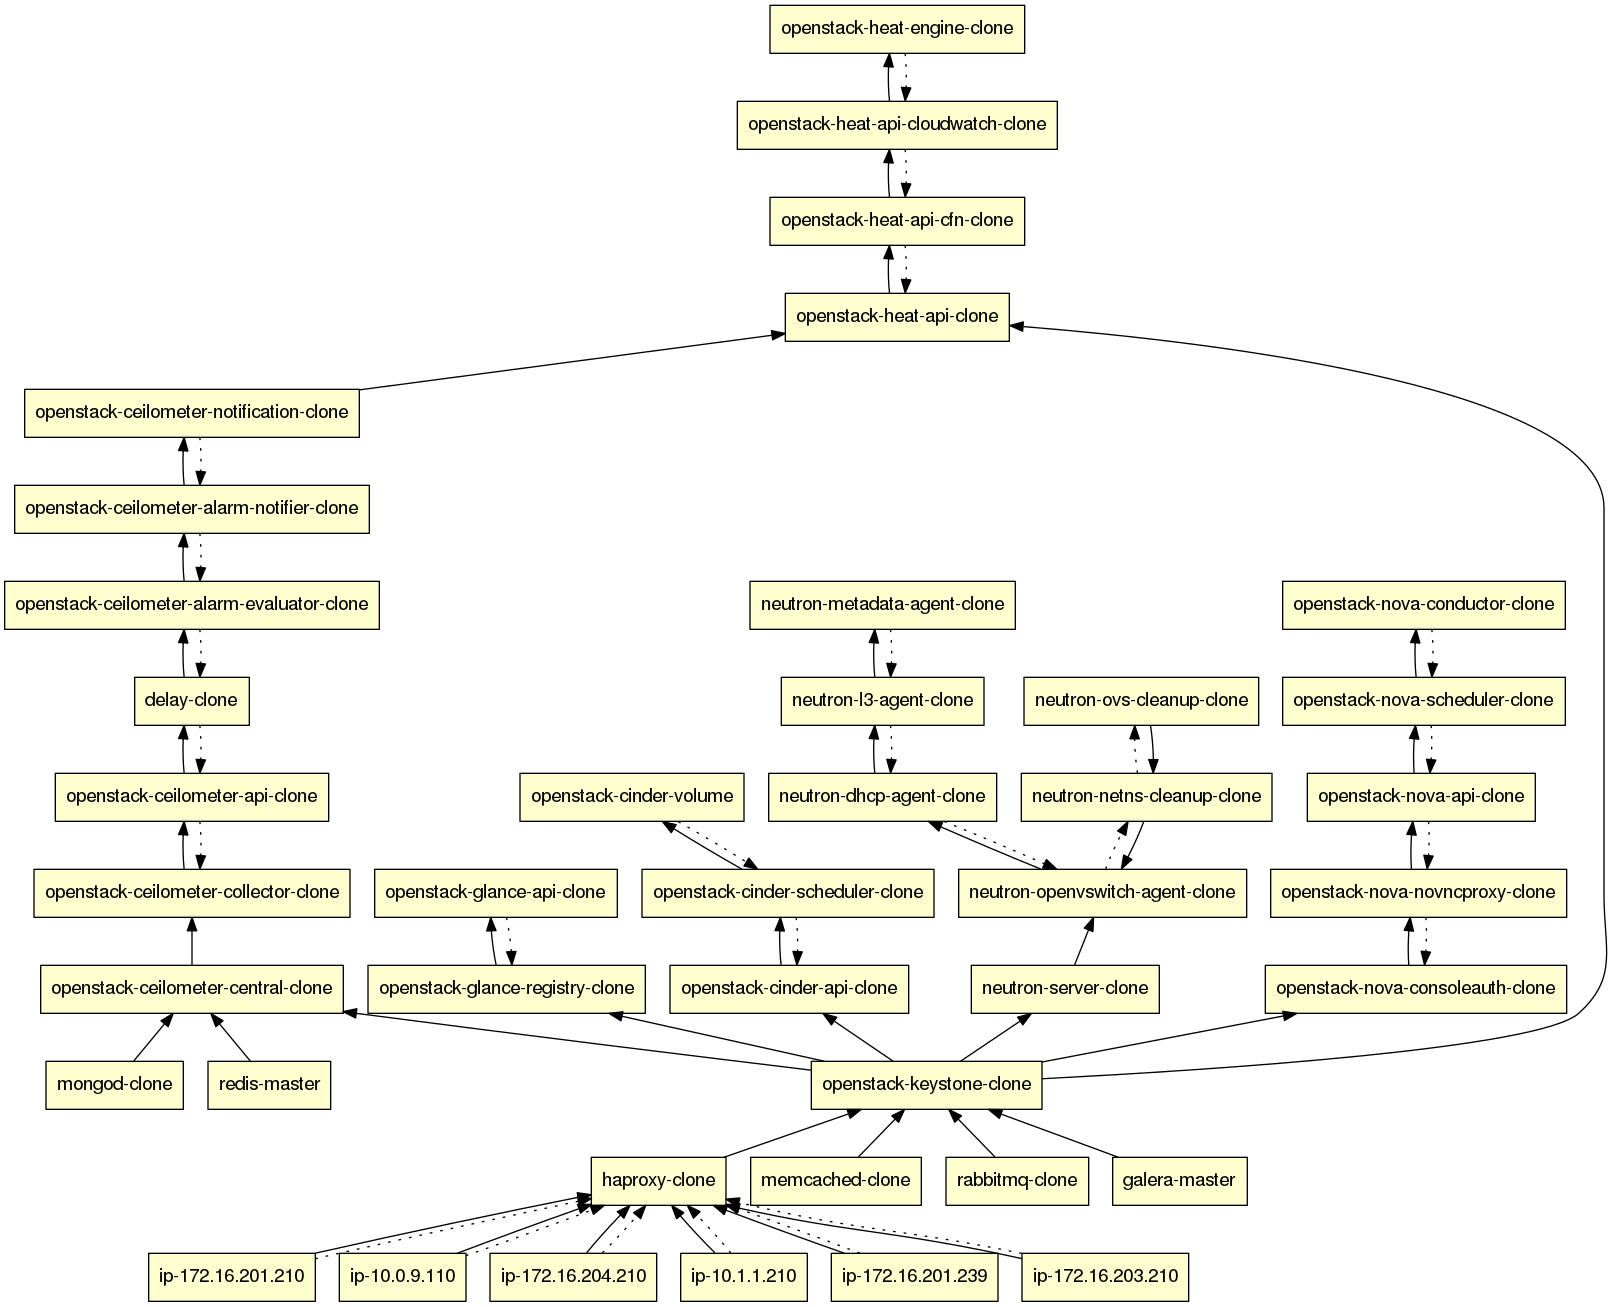 openstack-heat-engine-clone
openstack-heat-api-cloudwatch-clone
openstack-heat-api-cfn-clone
openstack-heat-api-clone
openstack-ceilometer-notification-clone
openstack-ceilometer-alarm-notifier-clone
openstack-ceilometer-alarm-evaluator-clone
neutron-metadata-agent-clone
openstack-nova-conductor-clone
delay-clone
neutron-l3-agent-clone
neutron-ovs-cleanup-clone
openstack-nova-scheduler-clone
openstack-ceilometer-api-clone
openstack-cinder-volume
neutron-dhcp-agent-clone
neutron-netns-cleanup-clone
openstack-nova-api-clone
openstack-ceilometer-collector-clone
openstack-glance-api-clone
openstack-cinder-scheduler-clone
neutron-openvswitch-agent-clone
openstack-nova-novncproxy-clone
openstack-ceilometer-central-clone
openstack-glance-registry-clone
openstack-cinder-api-clone
neutron-server-clone
openstack-nova-consoleauth-clone
mongod-clone
redis-master
openstack-keystone-clone
haproxy-clone
memcached-clone
rabbitmq-clone
galera-master
ip-172.16.201.210
ip-10.0.9.110
ip-172.16.204.210
ip-10.1.1.210
ip-172.16.201.239
ip-172.16.203.210